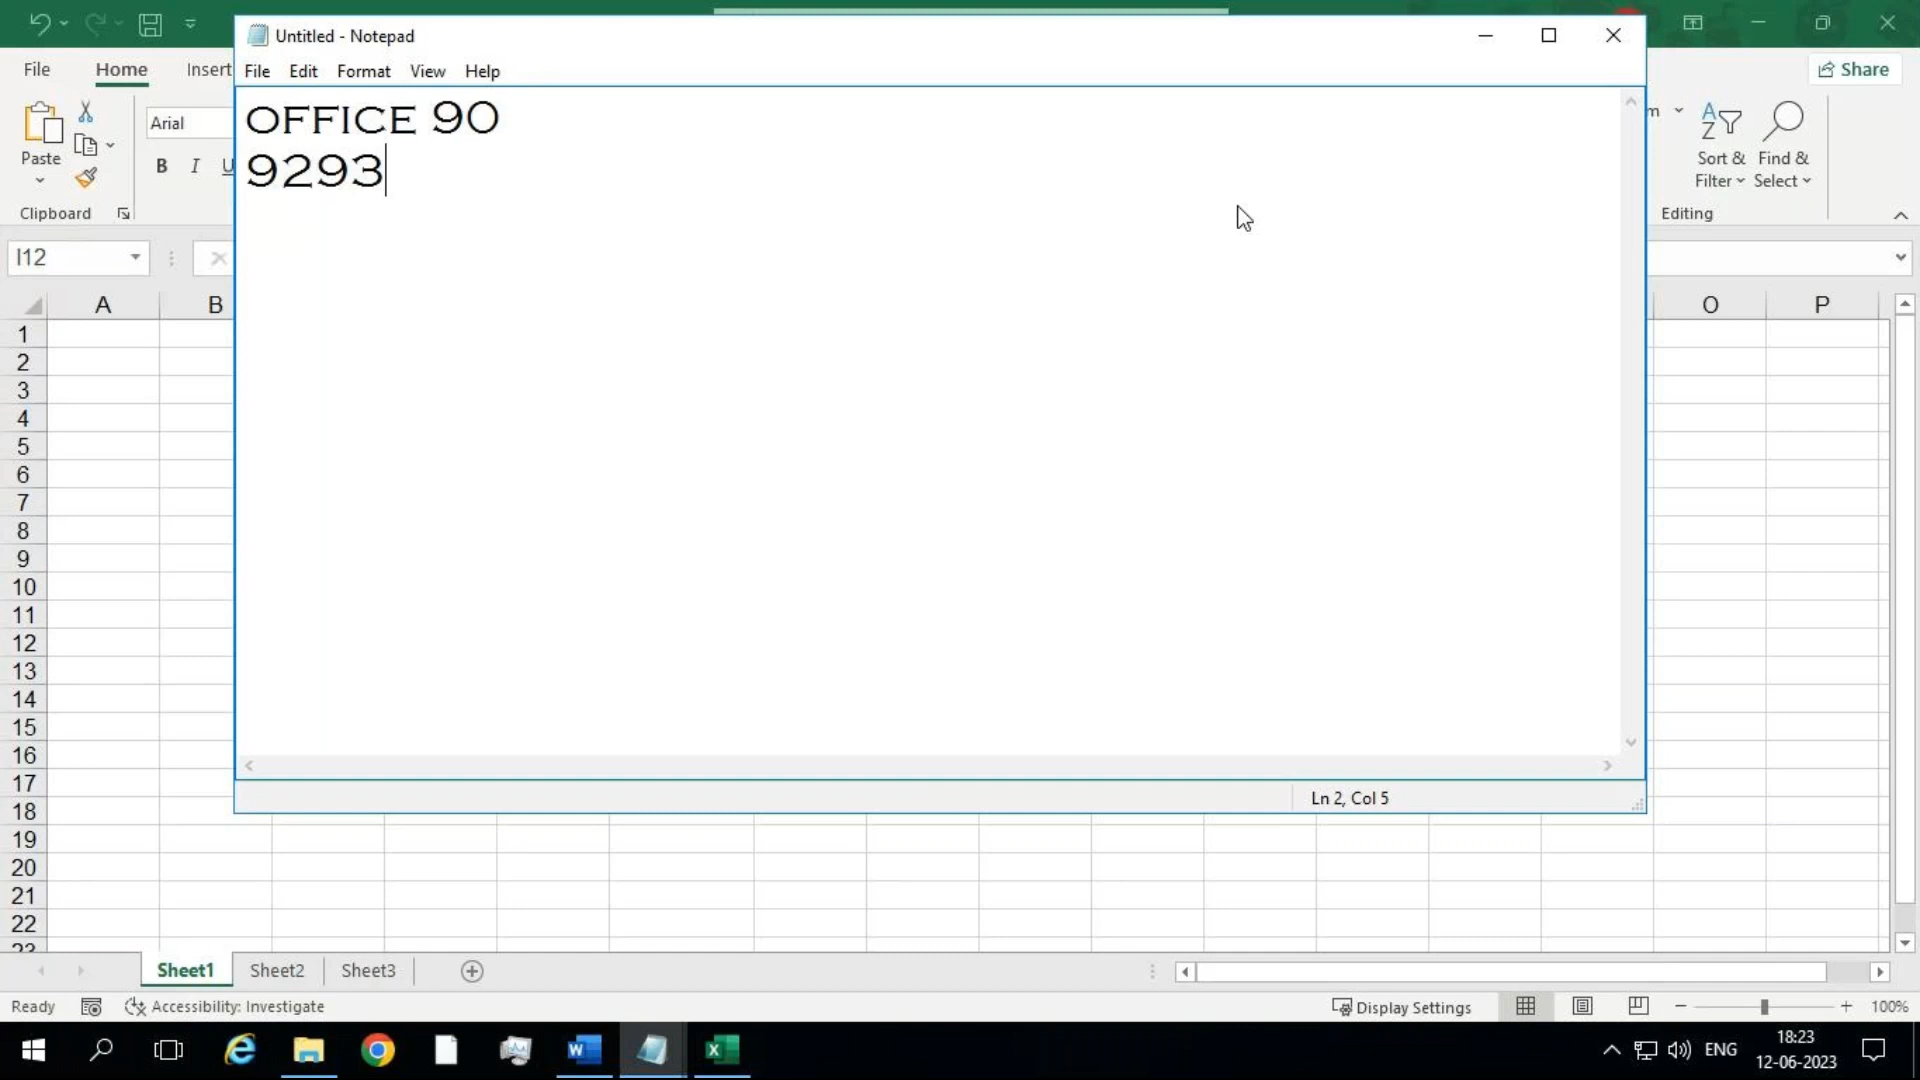 Untitled - Notepad
File Edit Format View Help
OFFICE 90
9293
Ln 2, Col 5
File Home Insert
Share
Paste
Arial
B I U
Clipboard
Sort & Filter
Find & Select
Editing
I12
A B O P
1
2
3
4
5
6
7
8
9
10
11
12
13
14
15
16
17
18
19
20
21
22
23
Sheet1 Sheet2 Sheet3
Ready Accessibility: Investigate Display Settings 100%
ENG 18:23
12-06-2023